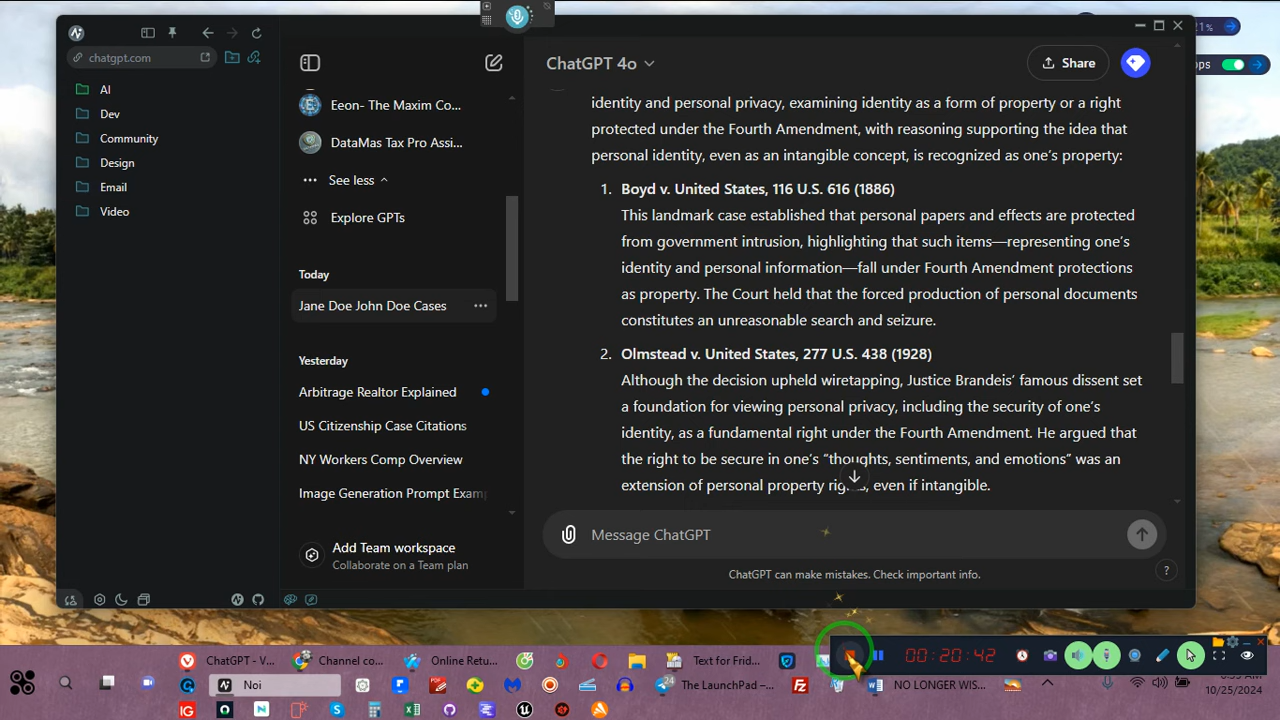 chatgpt.com
AI
Dev
Community
Design
Email
Video
Eeon- The Maxim Co...
DataMas Tax Pro Assi...
See less
Explore GPTs
Today
Jane Doe John Doe Cases
Yesterday
Arbitrage Realtor Explained
US Citizenship Case Citations
NY Workers Comp Overview
Image Generation Prompt Exam
Add Team workspace
Collaborate on a Team plan
ChatGPT 4o
Share
identity and personal privacy, examining identity as a form of property or a right
protected under the Fourth Amendment, with reasoning supporting the idea that
personal identity, even as an intangible concept, is recognized as one's property:
1. Boyd v. United States, 116 U.S. 616 (1886)
This landmark case established that personal papers and effects are protected
from government intrusion, highlighting that such items—representing one's
identity and personal information—fall under Fourth Amendment protections
as property. The Court held that the forced production of personal documents
constitutes an unreasonable search and seizure.
2. Olmstead v. United States, 277 U.S. 438 (1928)
Although the decision upheld wiretapping, Justice Brandeis' famous dissent set
a foundation for viewing personal privacy, including the security of one's
identity, as a fundamental right under the Fourth Amendment. He argued that
the right to be secure in one's "thoughts, sentiments, and emotions" was an
extension of personal property rights, even if intangible.
Message ChatGPT
ChatGPT can make mistakes. Check important info.
?
1%
ps
00:20:42
ChatGPT - V...
Channel co...
Online Retu...
Text for Frid...
Noi
The LaunchPad –...
NO LONGER WIS...
10/25/2024